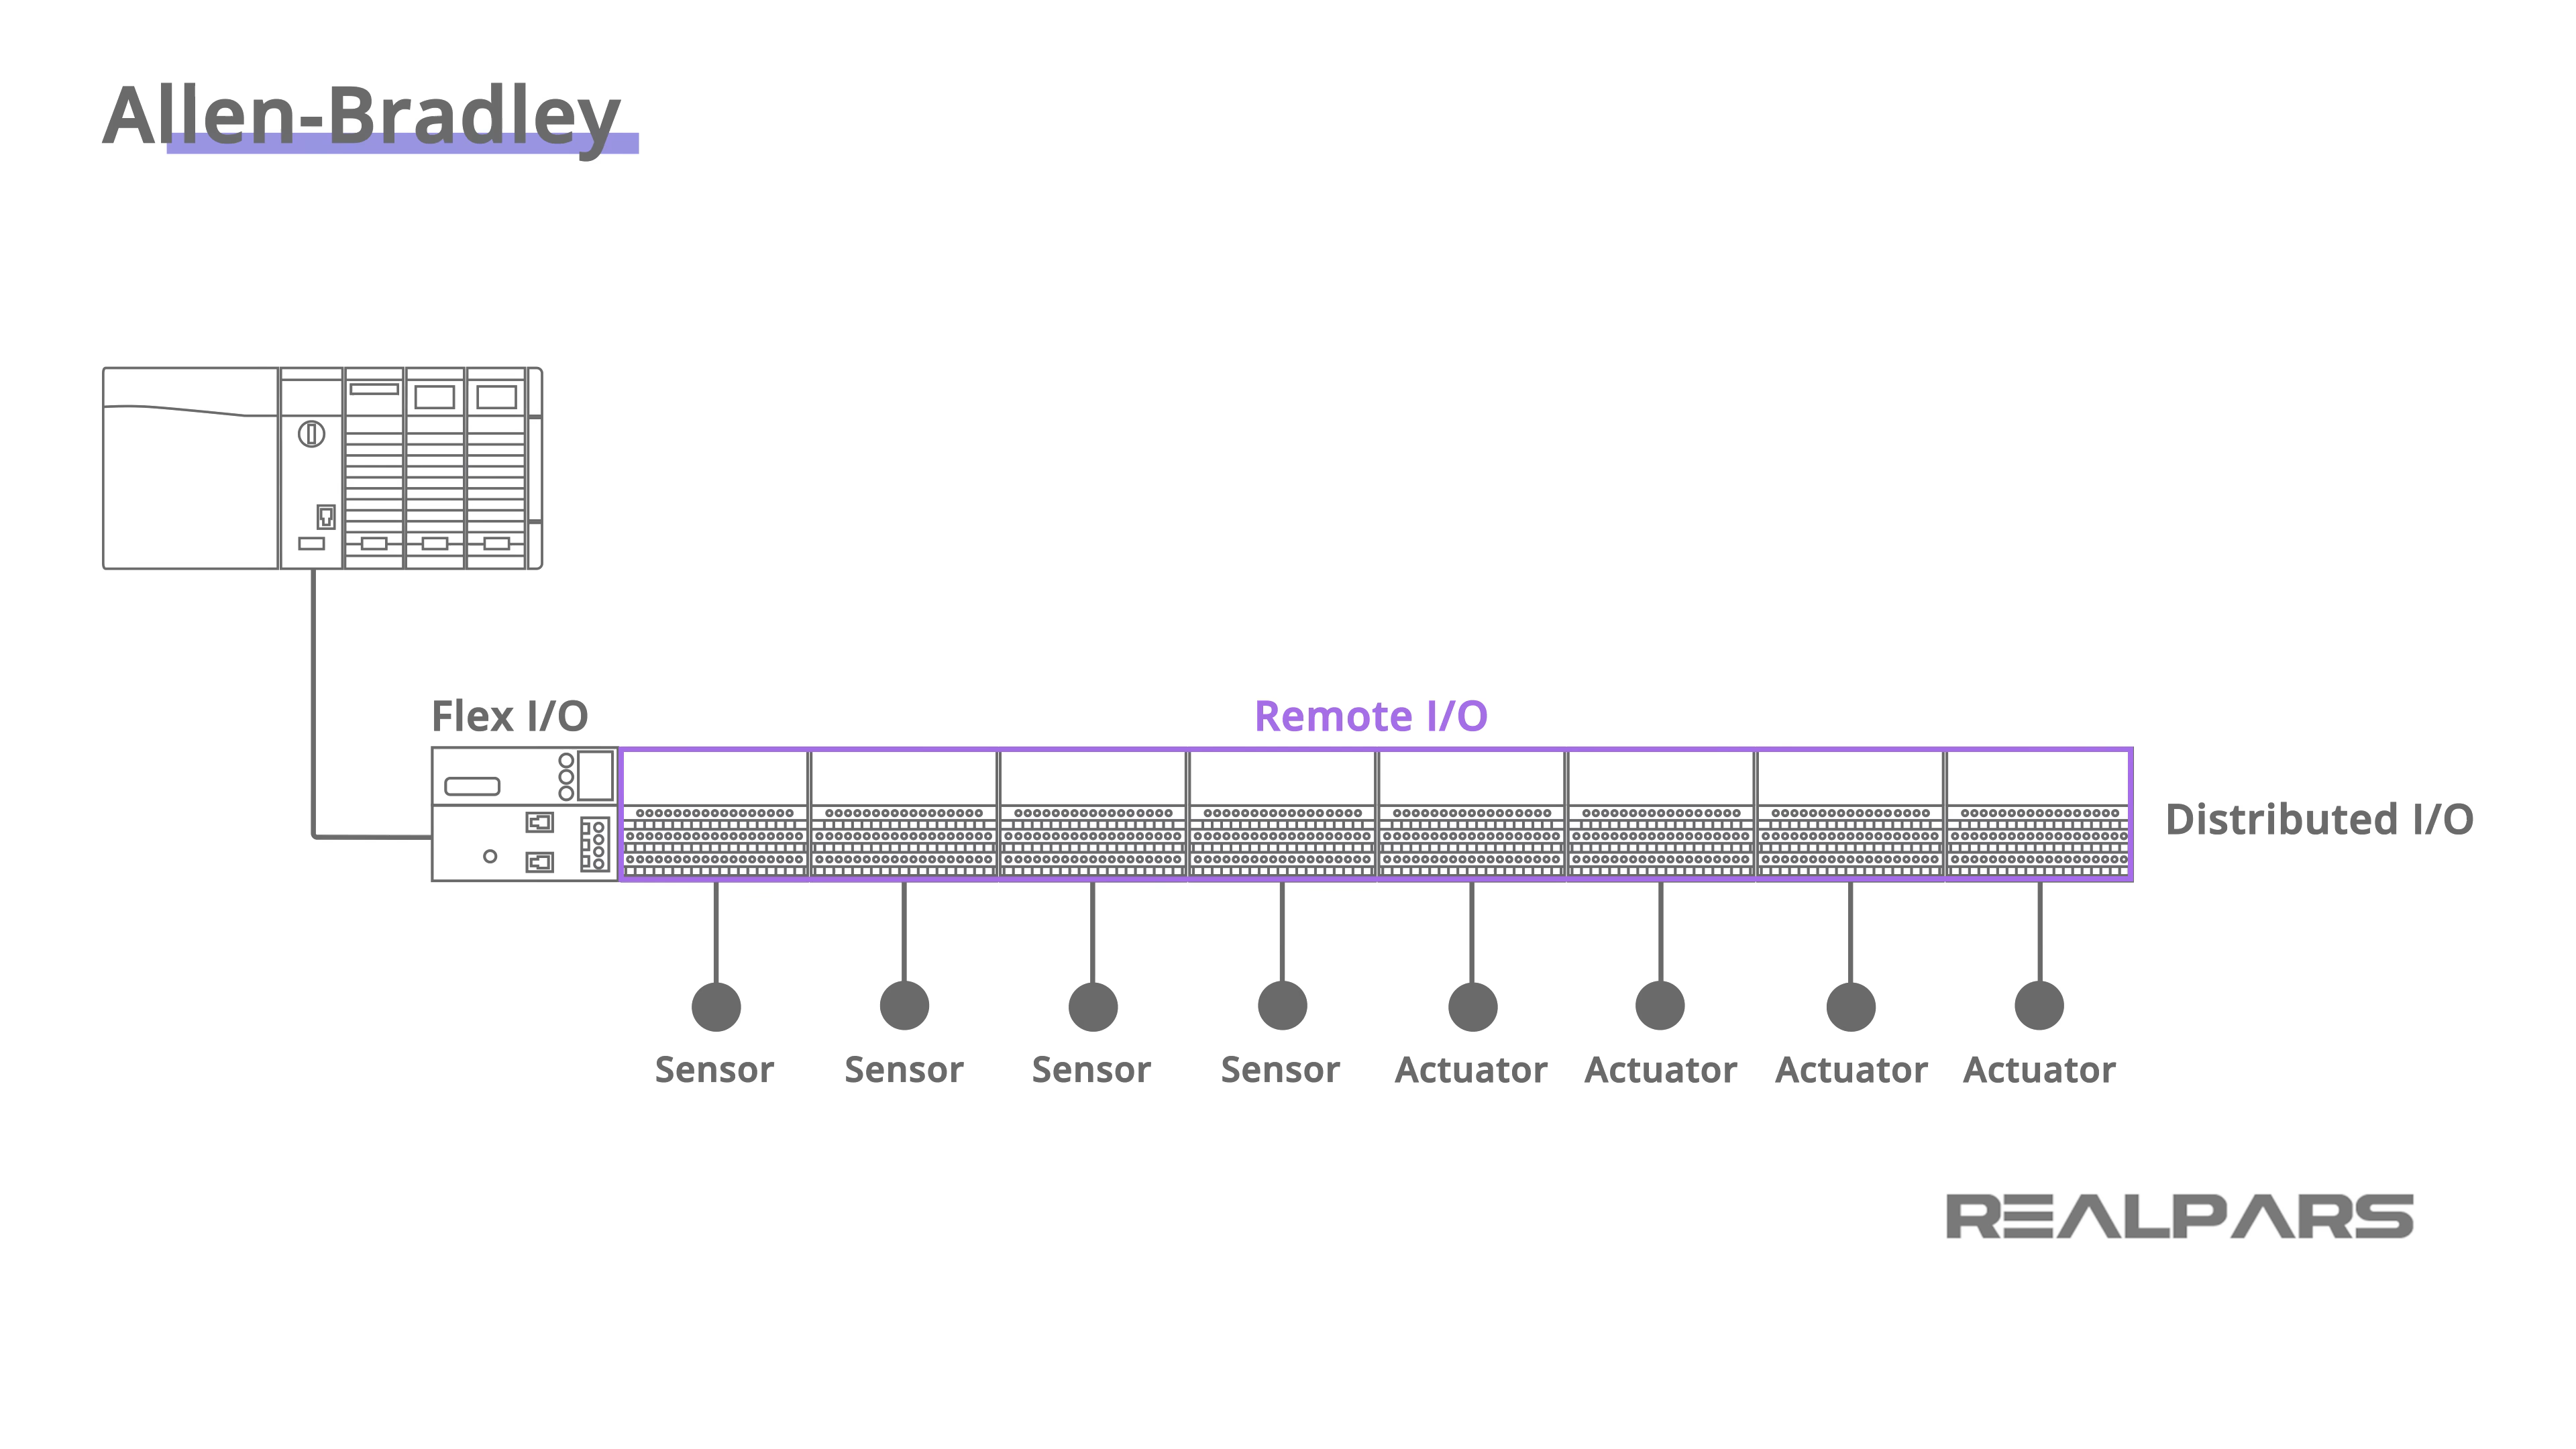 Allen-Bradley
Flex I/O
Remote I/O
Distributed I/O
Sensor Sensor Sensor Sensor Actuator Actuator Actuator Actuator
REALPARS